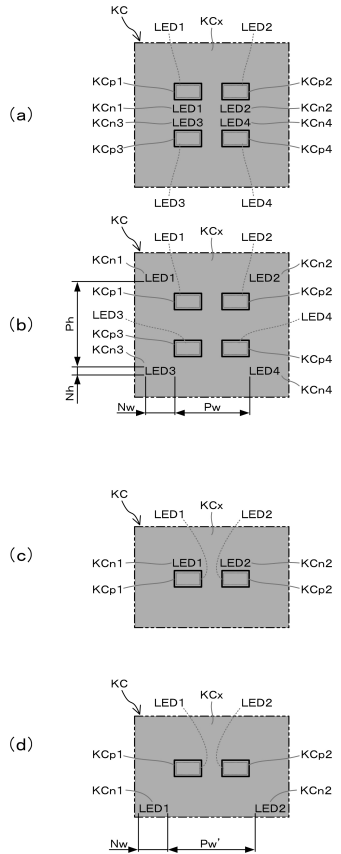 KC
KCx
LED1 LED2
KCp1 KCp2
KCn1 LED1 LED2 KCn2
(a)
KCn3 LED3 LED4 KCn4
KCp3 KCp4
LED3 LED4
KC
KCx
LED1 LED2
KCn1 LED1 LED2 KCn2
KCp1 KCp2
(b)
Ph
LED3 LED4
KCp3
KCn3 KCp4
LED3 LED4
Nh
KCn4
Nw Pw
KC
KCx
LED1 LED2
(c)
KCn1 LED1 LED2 KCn2
KCp1 KCp2
KC
KCx
LED1 LED2
(d)
KCp1 KCp2
KCn1 KCn2
LED1 LED2
Nw Pw'